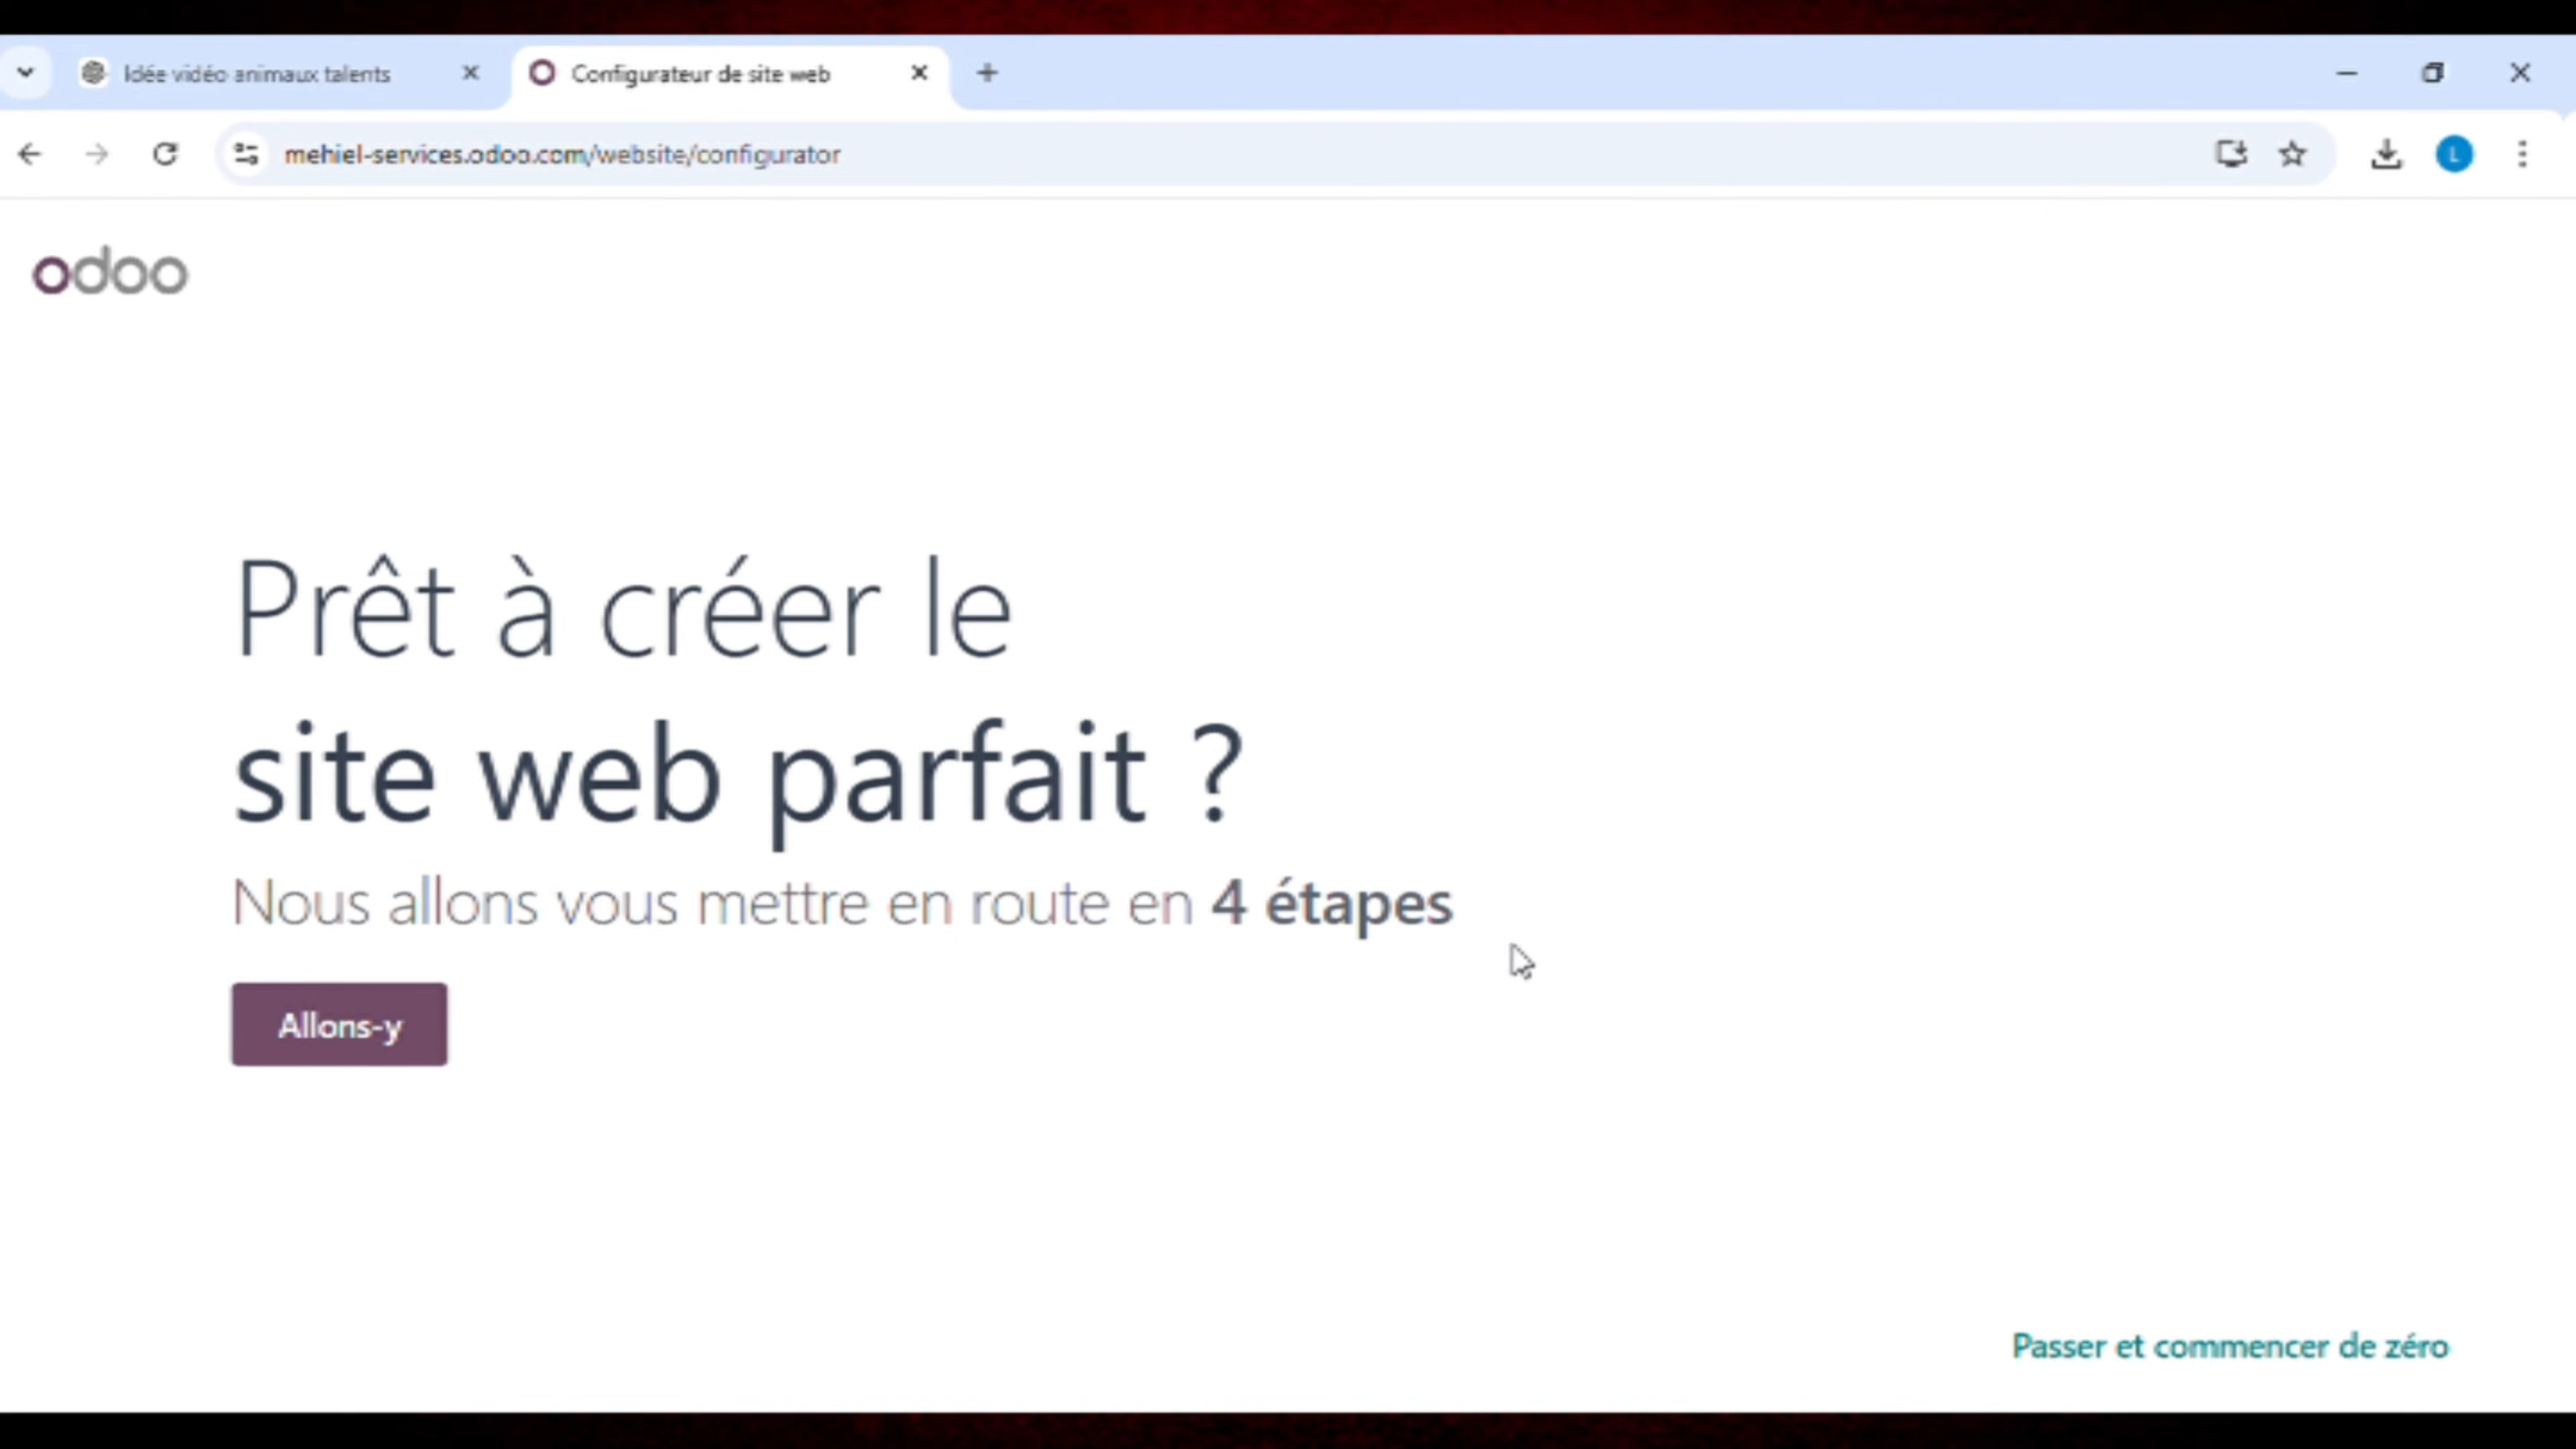 Idée vidéo animaux talents
Configurateur de site web
mehiel-services.odoo.com/website/configurator
L
odoo
Prêt à créer le
site web parfait ?
Nous allons vous mettre en route en 4 étapes
Allons-y
Passer et commencer de zéro